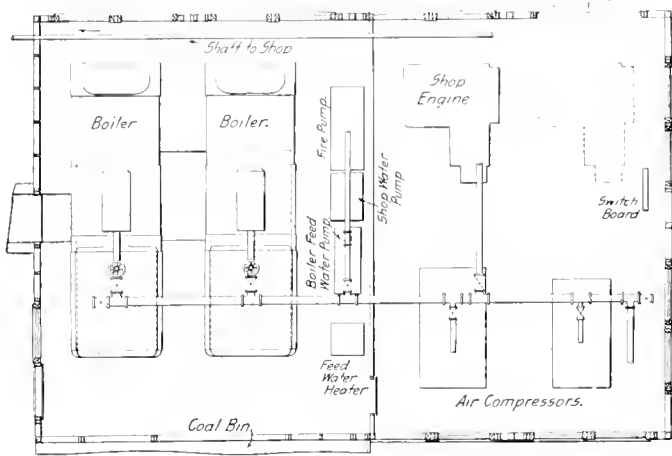 Shaft to Shop
Boiler
Boiler.
Fire Pump.
Shop Water
Pump
Boiler Feed
Water Pump.
Shop
Engine
Switch
Board
Feed
Water
Heater
Air Compressors.
Coal Bin